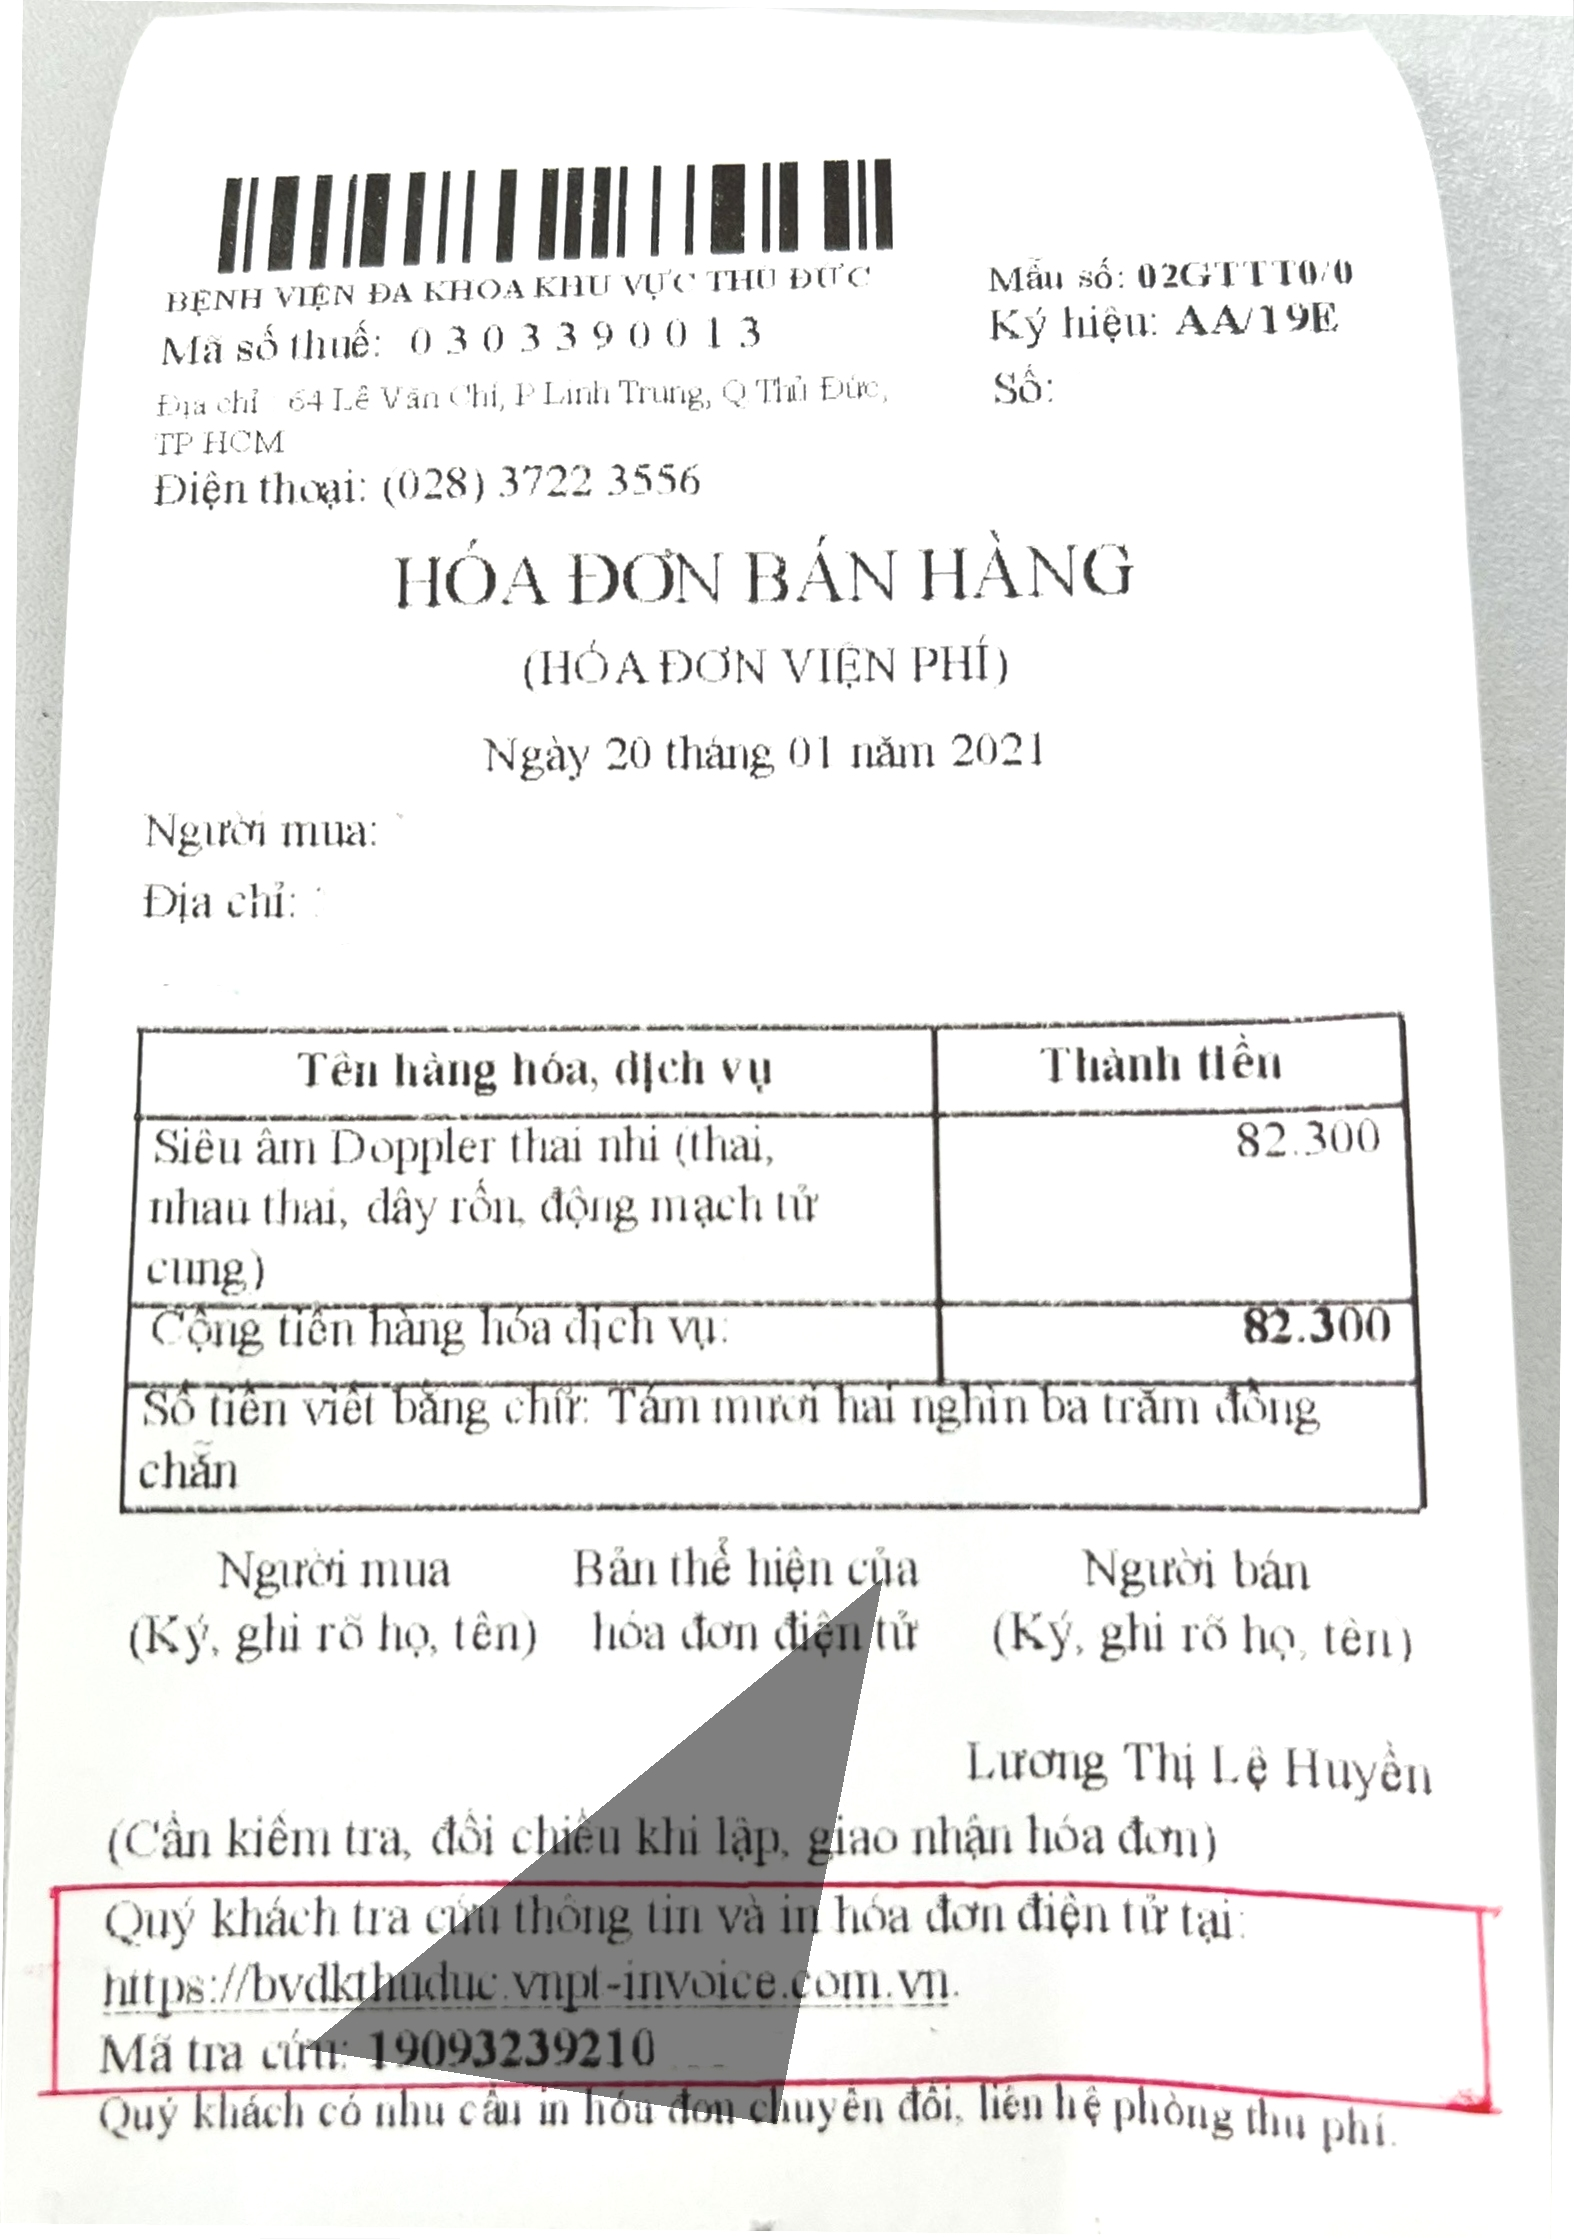 BỆNH VIỆN ĐA KHOA KHU VỰC THỦ ĐỨC
Mã số thuế: 0 3 0 3 3 9 0 0 1 3
Địa chỉ : 64 Lê Văn Chí, P Linh Trung, Q Thủ Đức,
TP HCM
Điện thoại: (028) 3722 3556
Mẫu số: 02GTTT0/0
Ký hiệu: AA/19E
Số:
HÓA ĐƠN BÁN HÀNG
(HÓA ĐƠN VIỆN PHÍ)
Ngày 20 tháng 01 năm 2021
Người mua:
Địa chỉ:
Tên hàng hóa, dịch vụ Thành tiền
Siêu âm Doppler thai nhi (thai, 82.300
nhau thai, dây rốn, động mạch tử
cung)
Cộng tiền hàng hóa dịch vụ: 82.300
Số tiền viết bằng chữ: Tám mươi hai nghìn ba trăm đồng
chẵn
Người mua Bản thể hiện của Người bán
(Ký, ghi rõ họ, tên) hóa đơn điện tử (Ký, ghi rõ họ, tên)
Lương Thị Lệ Huyền
(Cần kiểm tra, đối chiếu khi lập, giao nhận hóa đơn)
Quý khách tra cứu thông tin và in hóa đơn điện tử tại:
https://bvdkthuduc.vnpt-invoice.com.vn.
Mã tra cứu: 19093239210
Quý khách có nhu cầu in hóa đơn chuyển đổi, liên hệ phòng thu phí.